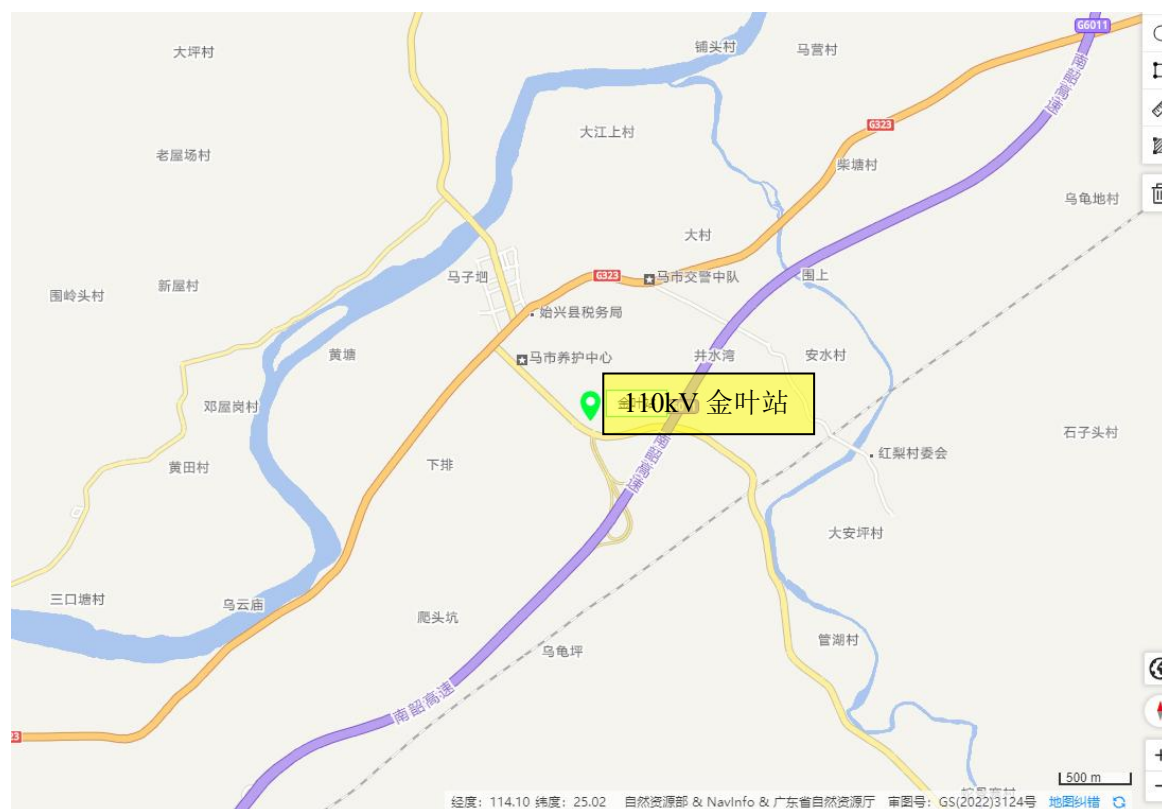 G6011
大坪村
铺头村
马营村
南韶高速
大江上村
G323
老屋场村
柴塘村
乌龟地村
大村
马子坳
G323
马市交警中队
围上
新屋村
围岭头村
始兴县税务局
黄塘
马市养护中心
井水湾
安水村
110kV 金叶站
邓屋岗村
石子头村
南韶高速
红梨村委会
下排
黄田村
大安坪村
三口塘村
乌云庙
爬头坑
管湖村
乌龟坪
南韶高速
23
500 m
经度：114.10 纬度：25.02 自然资源部 & NavInfo & 广东省自然资源厅 审图号：GS(2022)3124号 地图纠错